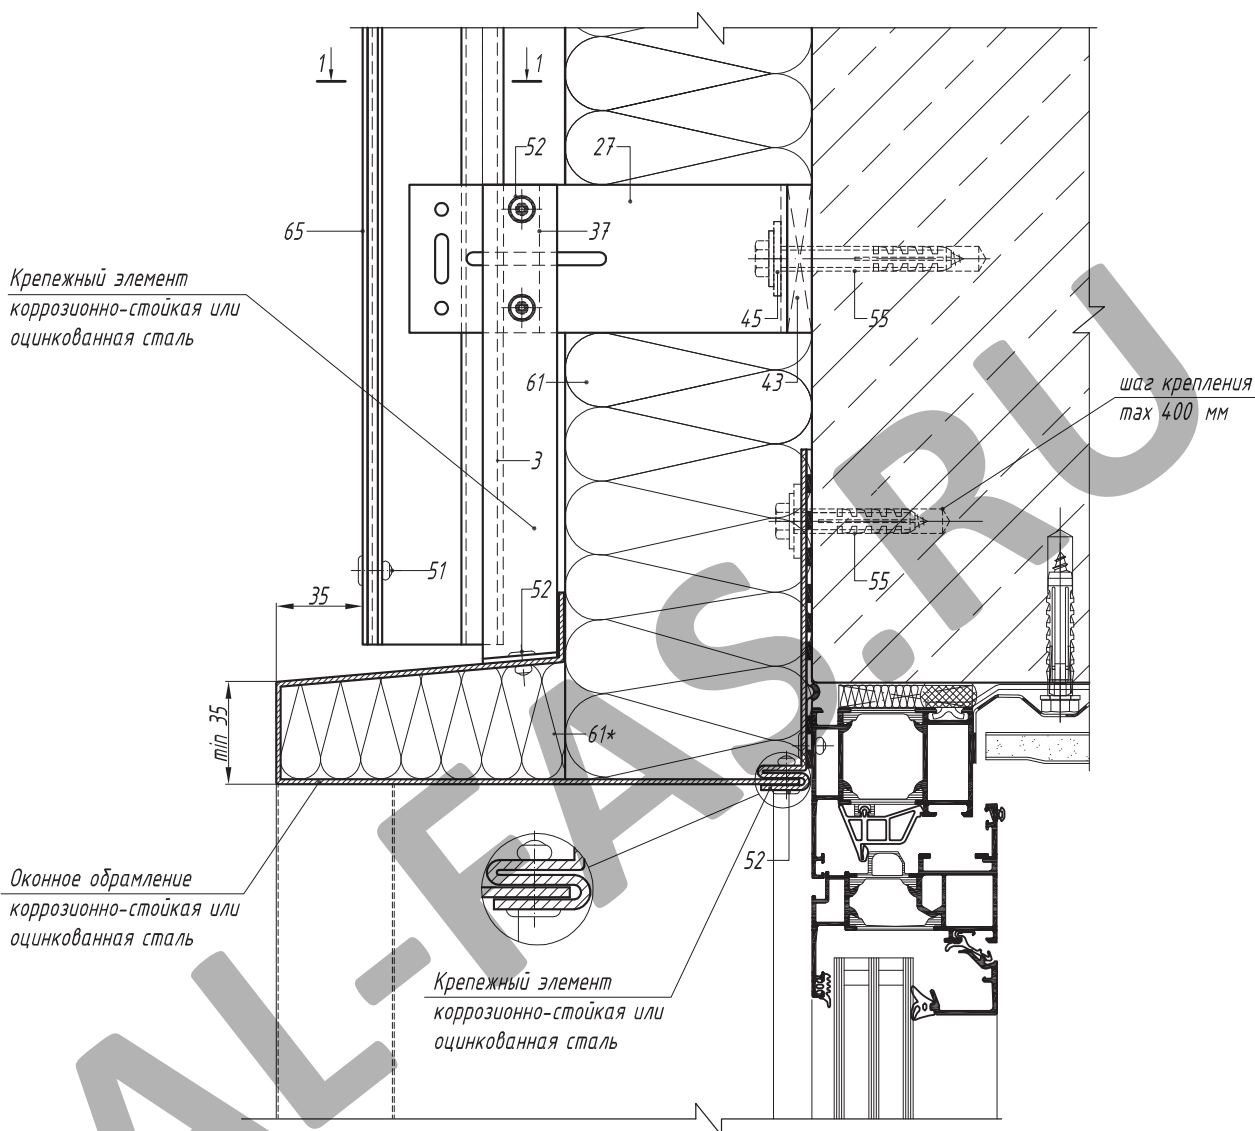 1
1
52
27
65
37
Крепежный элемент
коррозионно-стойкая или
оцинкованная сталь
45
55
61
43
шаг крепления
max 400 мм
3
51
55
35
52
min 35
61*
52
Оконное обрамление
коррозионно-стойкая или
оцинкованная сталь
Крепежный элемент
коррозионно-стойкая или
оцинкованная сталь
AL-FAS.RU